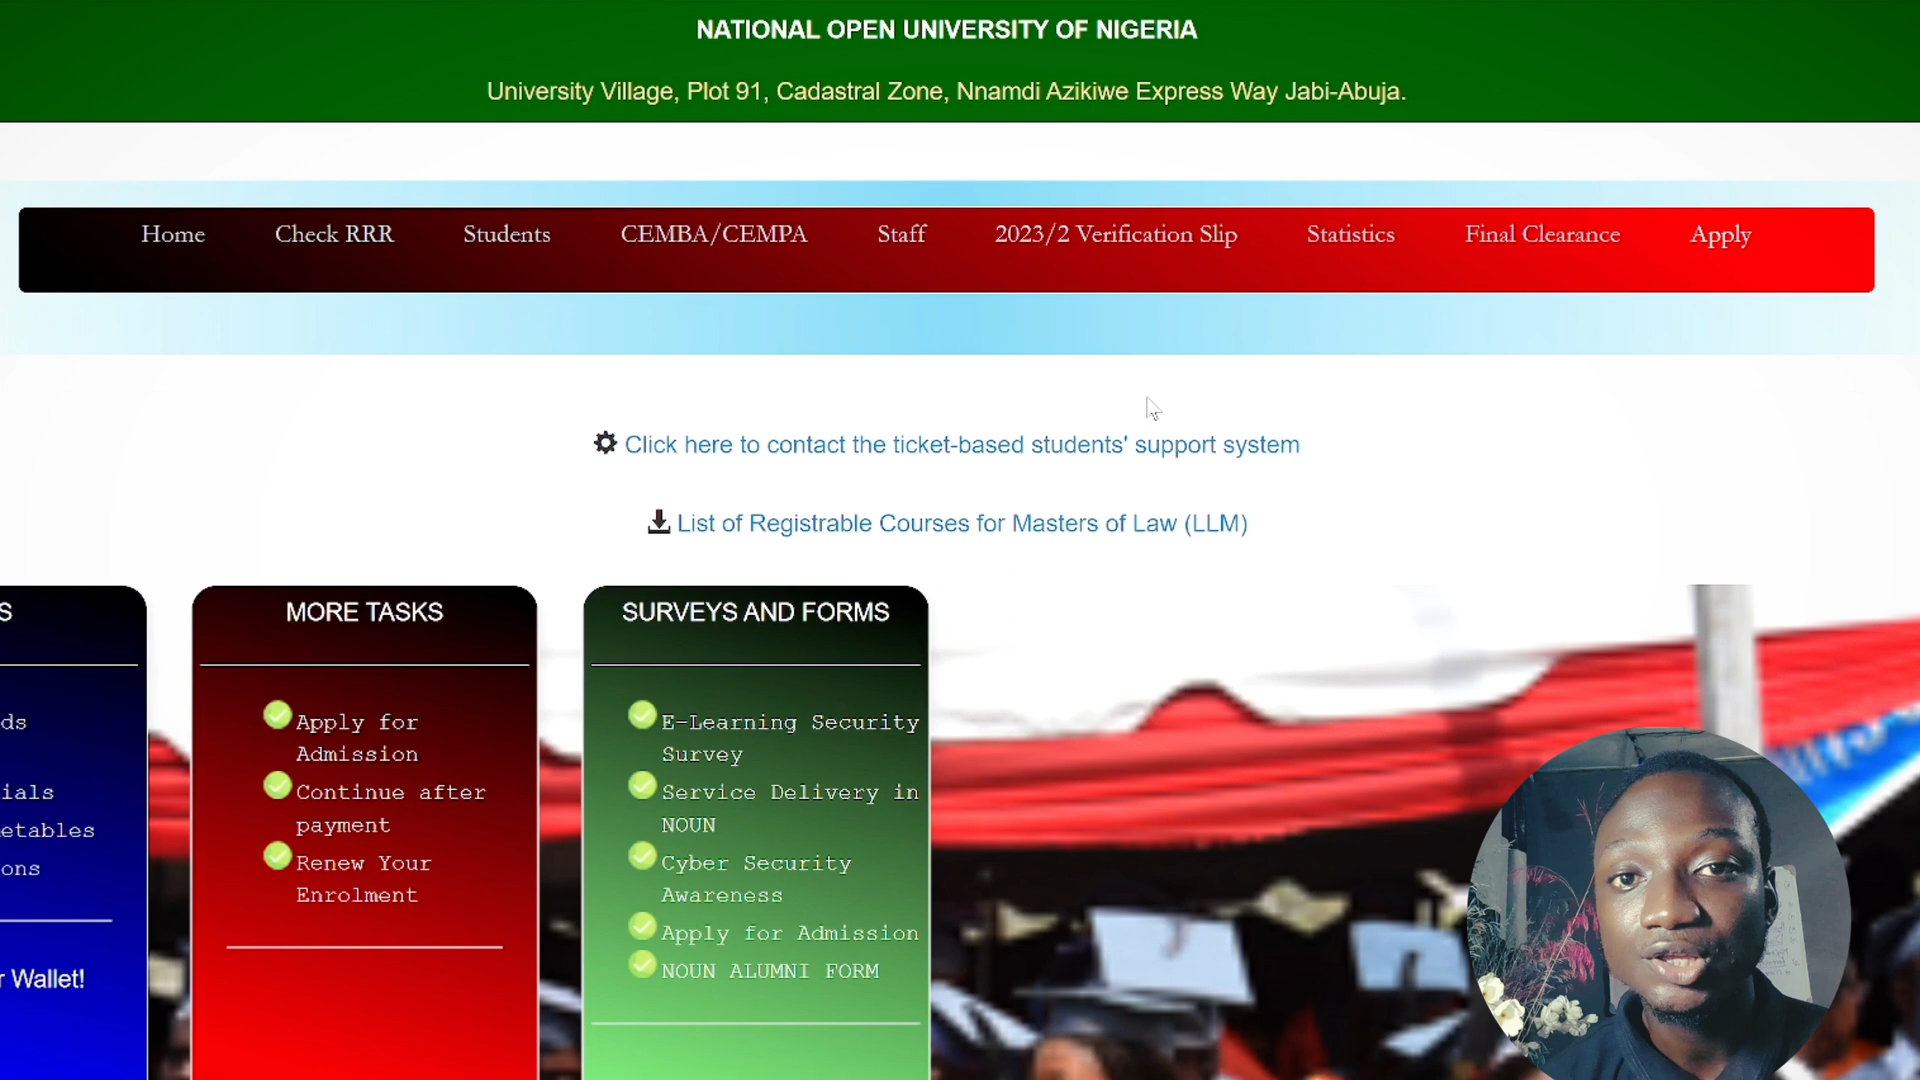 NATIONAL OPEN UNIVERSITY OF NIGERIA
University Village, Plot 91, Cadastral Zone, Nnamdi Azikiwe Express Way Jabi-Abuja.
Home Check RRR Students CEMBA/CEMPA Staff 2023/2 Verification Slip Statistics Final Clearance Apply
Click here to contact the ticket-based students' support system
List of Registrable Courses for Masters of Law (LLM)
S
ds
ials
etables
ons
r Wallet!
MORE TASKS
Apply for
Admission
Continue after
payment
Renew Your
Enrolment
SURVEYS AND FORMS
E-Learning Security
Survey
Service Delivery in
NOUN
Cyber Security
Awareness
Apply for Admission
NOUN ALUMNI FORM